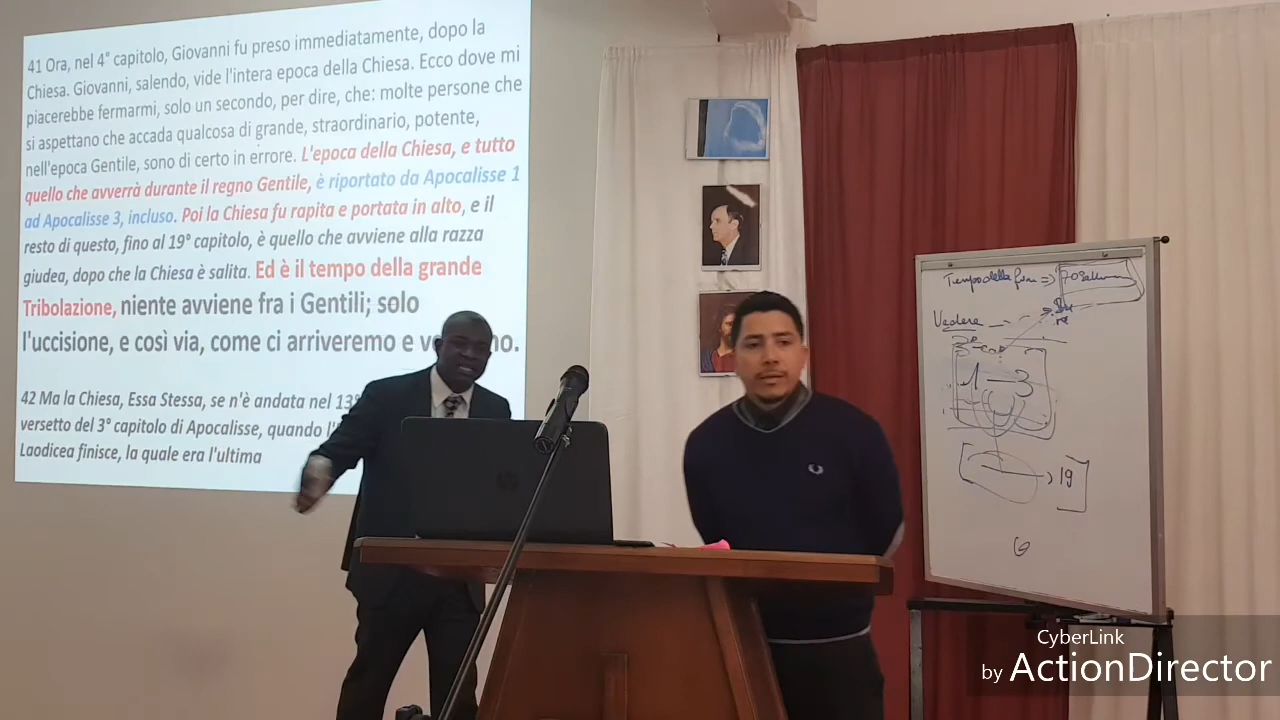 41 Ora, nel 4° capitolo, Giovanni fu preso immediatamente, dopo la
Chiesa. Giovanni, salendo, vide l'intera epoca della Chiesa. Ecco dove mi
piacerebbe fermarmi, solo un secondo, per dire, che: molte persone che
si aspettano che accada qualcosa di grande, straordinario, potente,
nell'epoca Gentile, sono di certo in errore. L'epoca della Chiesa, e tutto
quello che avverrà durante il regno Gentile, è riportato da Apocalisse 1
ad Apocalisse 3, incluso. Poi la Chiesa fu rapita e portata in alto, e il
resto di questo, fino al 19° capitolo, è quello che avviene alla razza
giudea, dopo che la Chiesa è salita. Ed è il tempo della grande
Tribolazione, niente avviene fra i Gentili; solo
l'uccisione, e così via, come ci arriveremo e
42 Ma la Chiesa, Essa Stessa, se n'è andata nel 13°
versetto del 3° capitolo di Apocalisse, quando
Laodicea finisce, la quale era l'ultima
Tempo della fine =>
Vedere
1-3
19
CyberLink
by ActionDirector